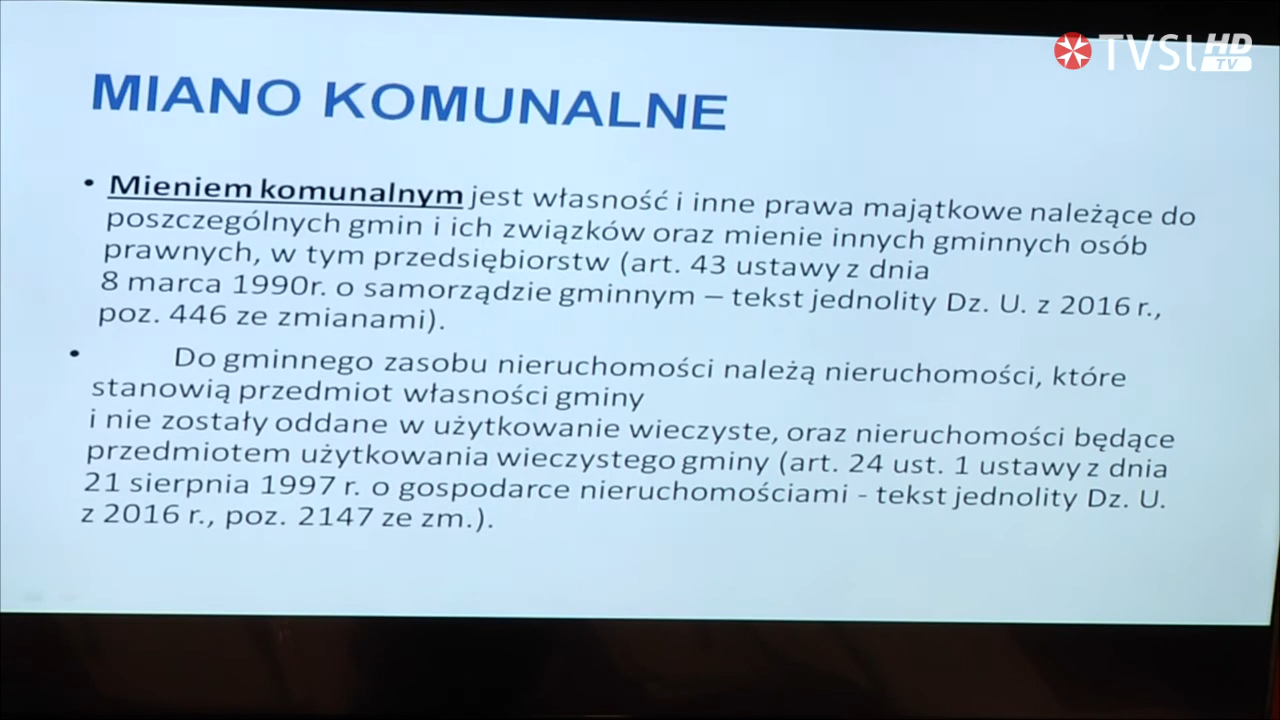 TVSL HD TV
MIANO KOMUNALNE
• Mieniem komunalnym jest własność i inne prawa majątkowe należące do
poszczególnych gmin i ich związków oraz mienie innych gminnych osób
prawnych, w tym przedsiębiorstw (art. 43 ustawy z dnia
8 marca 1990r. o samorządzie gminnym – tekst jednolity Dz. U. z 2016 r.,
poz. 446 ze zmianami).
• Do gminnego zasobu nieruchomości należą nieruchomości, które
stanowią przedmiot własności gminy
i nie zostały oddane w użytkowanie wieczyste, oraz nieruchomości będące
przedmiotem użytkowania wieczystego gminy (art. 24 ust. 1 ustawy z dnia
21 sierpnia 1997 r. o gospodarce nieruchomościami - tekst jednolity Dz. U.
z 2016 r., poz. 2147 ze zm.).